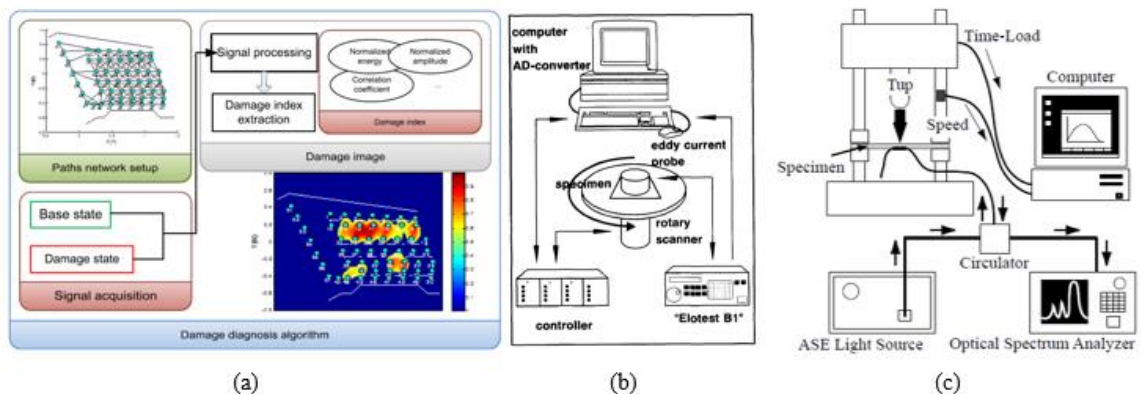 Signal processing
Damage index
extraction
Normalized
energy
Normalized
amplitude
Correlation
coefficient
...
Damage index
Damage image
Paths network setup
Base state
Damage state
Signal acquisition
Damage diagnosis algorithm
(a)
computer
with
AD-converter
eddy current
probe
specimen
rotary
scanner
controller
"Elotest B1"
(b)
Time-Load
Computer
Tup
Speed
Specimen
Circulator
ASE Light Source
Optical Spectrum Analyzer
(c)